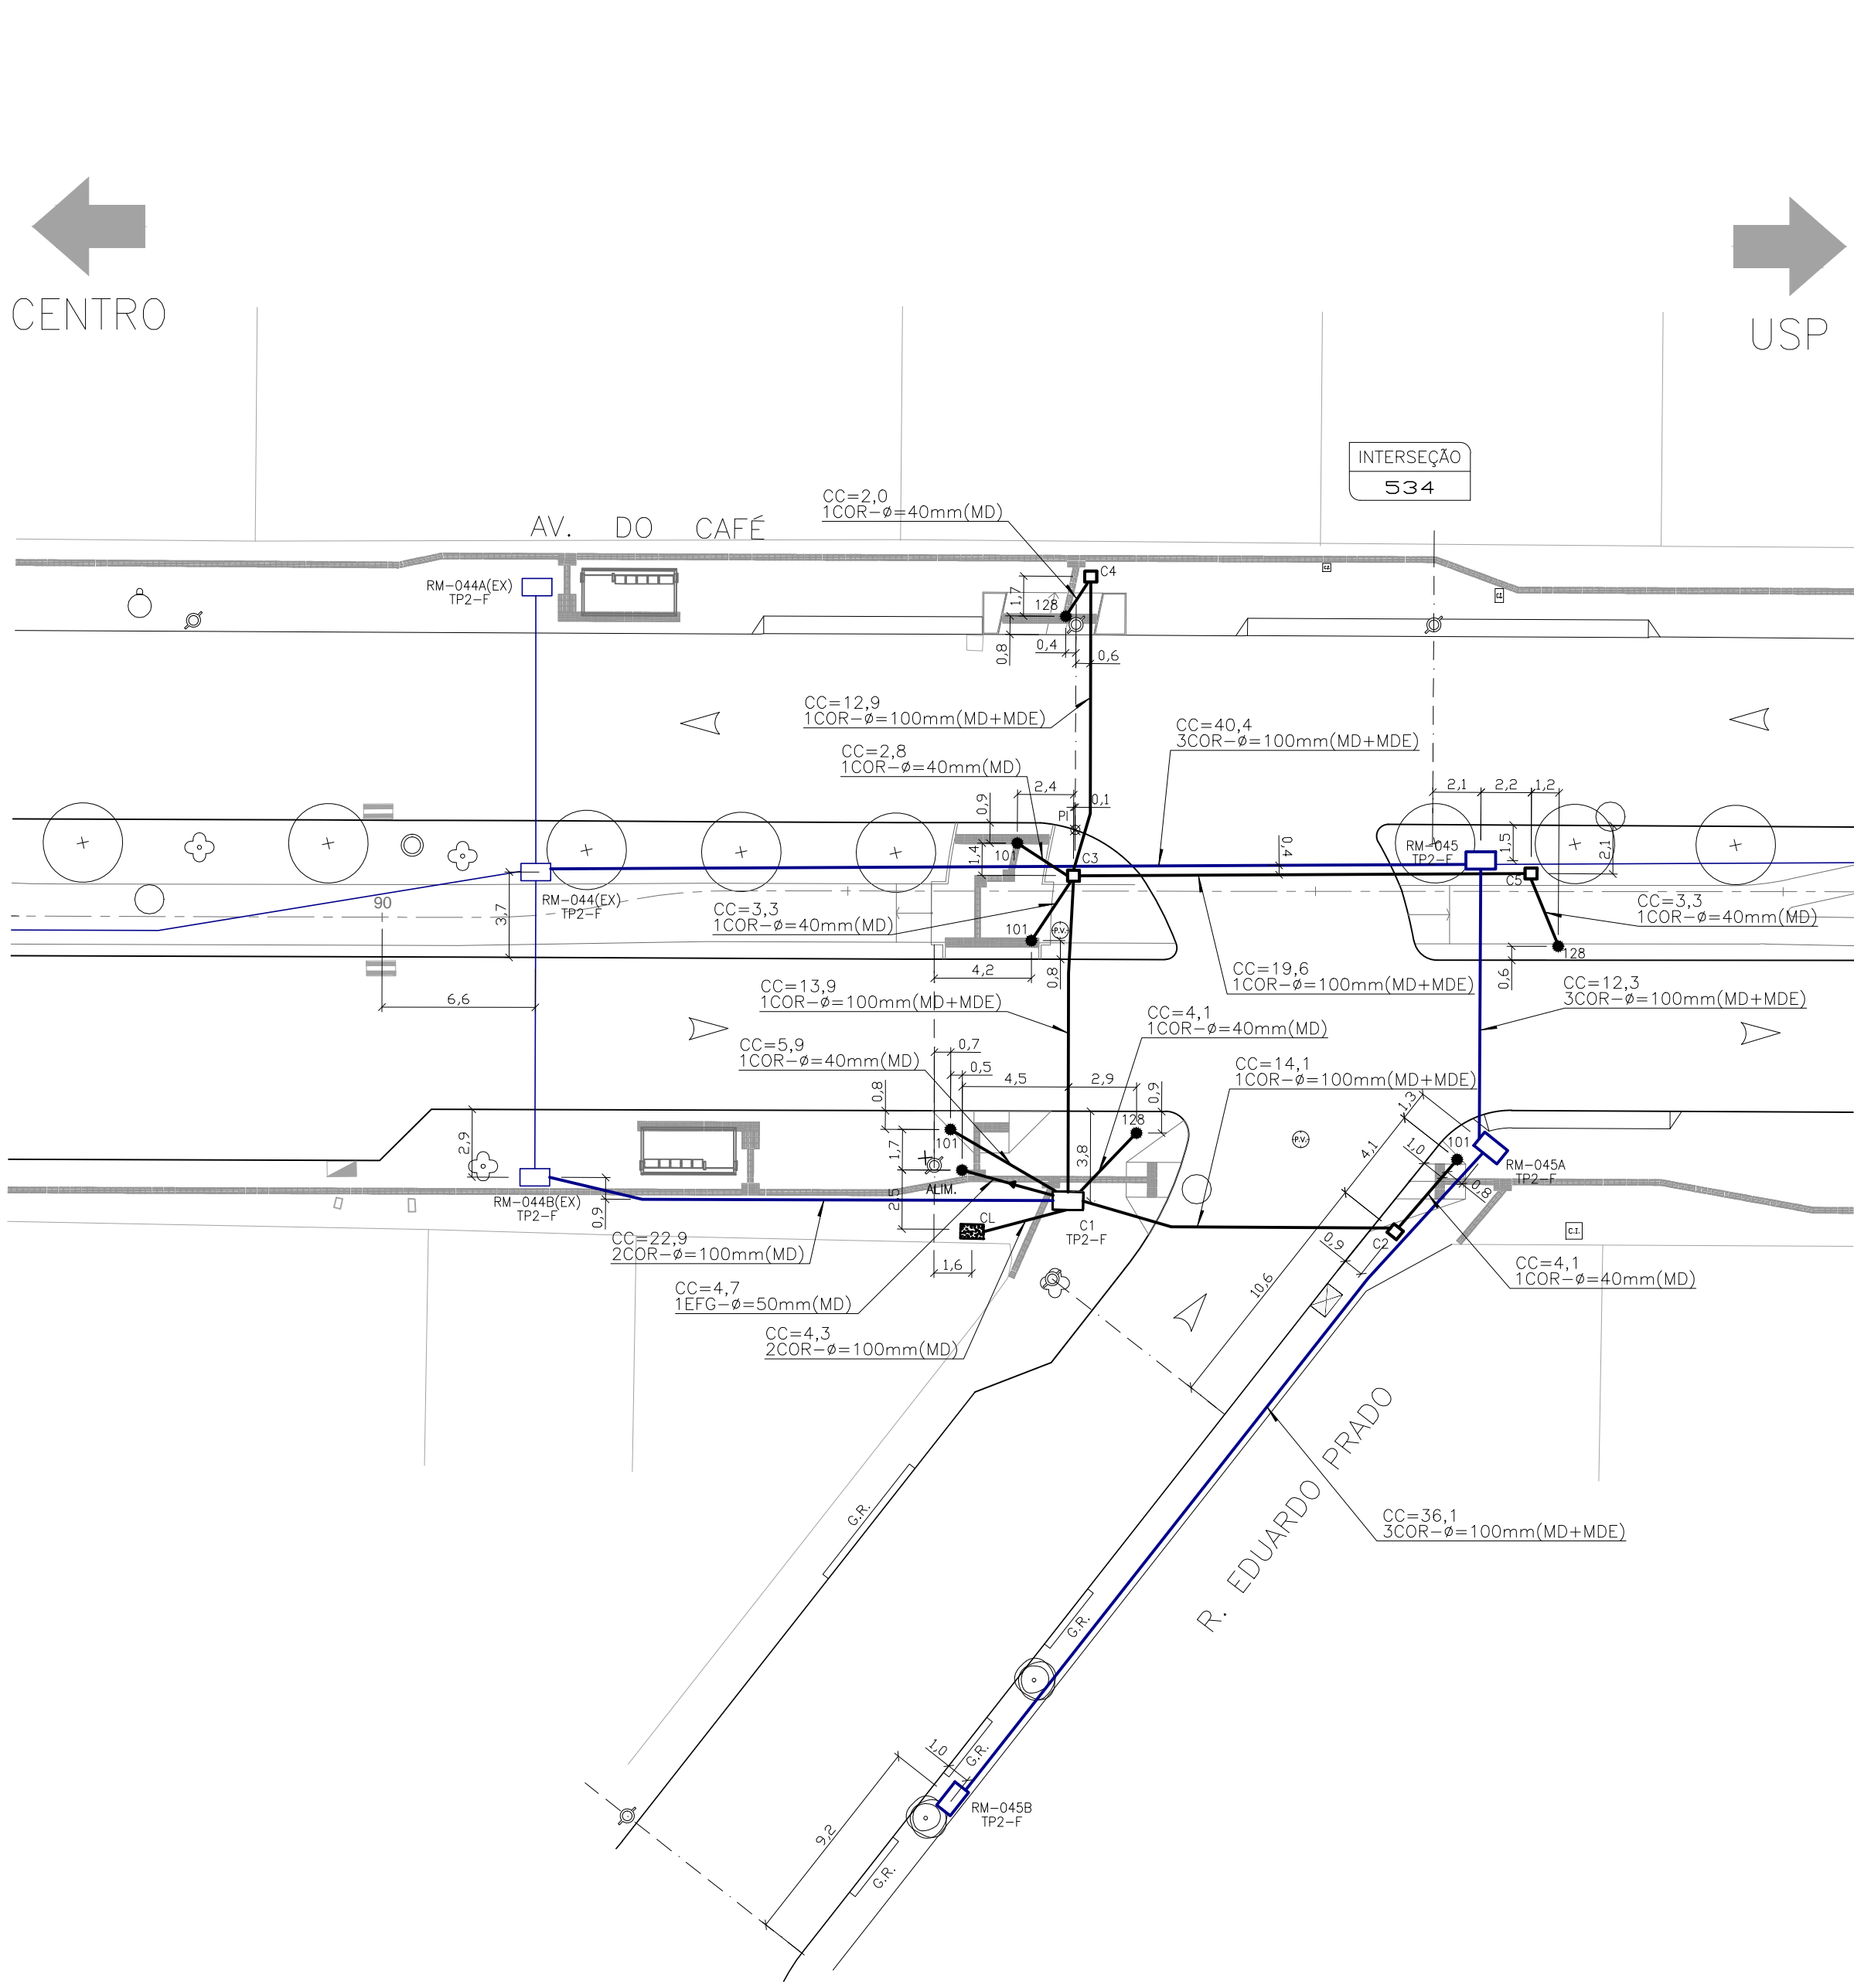 CENTRO
USP
INTERSEÇÃO
534
AV. DO CAFÉ
CC=2,0
1COR-ø=40mm(MD)
C4
RM-044A(EX)
TP2-F
1,7
128
0,8
0,4
0,6
CC=12,9
1COR-ø=100mm(MD+MDE)
CC=40,4
3COR-ø=100mm(MD+MDE)
CC=2,8
1COR-ø=40mm(MD)
2,4
0,1
0,9
PI
2,1
2,2
1,2
101
1,4
C3
0,4
RM-045
TP2-F
1,5
2,1
C5
90
3,7
RM-044(EX)
TP2-F
CC=3,3
1COR-ø=40mm(MD)
101
P.V.
CC=3,3
1COR-ø=40mm(MD)
128
0,6
4,2
0,8
6,6
CC=13,9
1COR-ø=100mm(MD+MDE)
CC=19,6
1COR-ø=100mm(MD+MDE)
CC=12,3
3COR-ø=100mm(MD+MDE)
CC=4,1
1COR-ø=40mm(MD)
CC=5,9
1COR-ø=40mm(MD)
0,7
0,5
4,5
2,9
CC=14,1
1COR-ø=100mm(MD+MDE)
0,8
0,9
1,3
2,9
101
128
1,7
3,8
P.V.
4,1
1,0
101
RM-045A
TP2-F
0,8
ALIM.
2,5
RM-044B(EX)
TP2-F
0,9
CL
C1
TP2-F
C2
C.I.
0,9
CC=22,9
2COR-ø=100mm(MD)
1,6
CC=4,1
1COR-ø=40mm(MD)
CC=4,7
1EFG-ø=50mm(MD)
10,6
CC=4,3
2COR-ø=100mm(MD)
R. EDUARDO PRADO
CC=36,1
3COR-ø=100mm(MD+MDE)
G.R.
G.R.
1,0
G.R.
RM-045B
TP2-F
9,2
G.R.